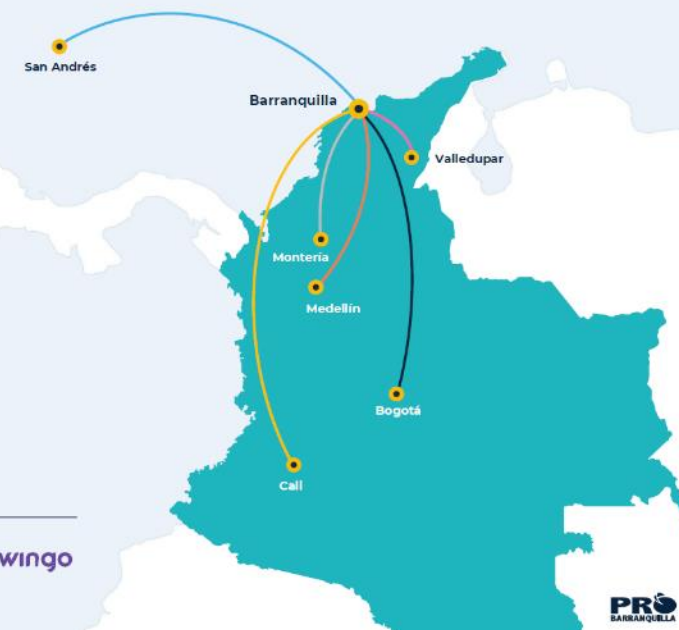 San Andrés
Barranquilla
Valledupar
Montería
Medellín
Bogotá
Cali
wingo
PRO
BARRANQUILLA